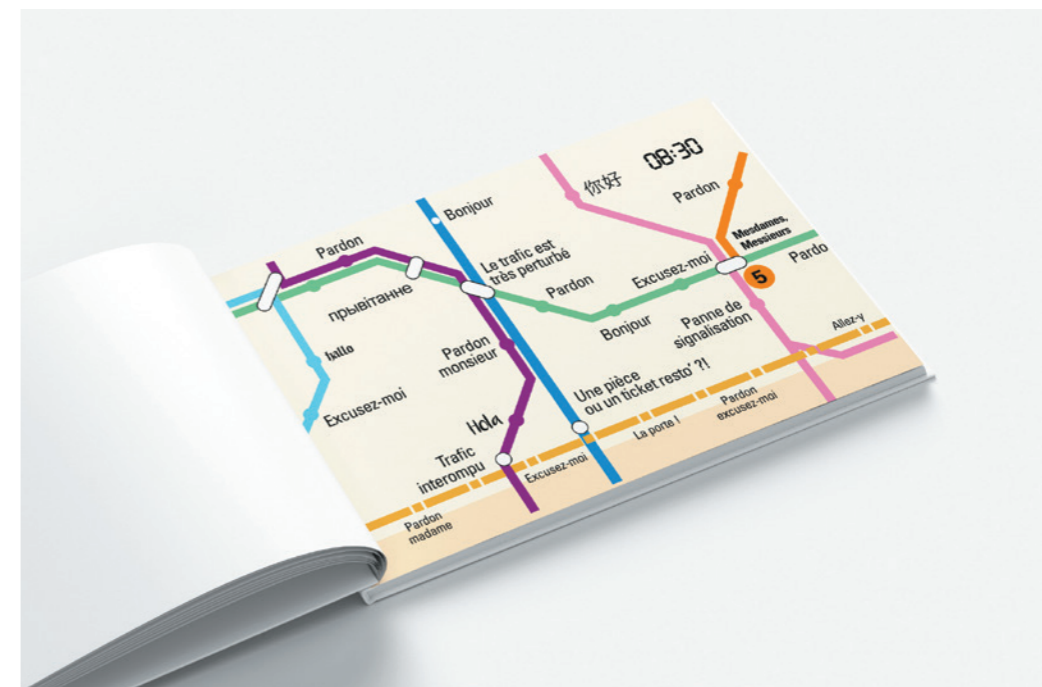 08:30
你好
Pardon
Bonjour
Mesdames,
Messieurs
Pardon
Le trafic est
très perturbé
Excusez-moi
Pardo
5
прывітанне
Pardon
Bonjour
Panne de
signalisation
Allez-y
hallo
Pardon
monsieur
Une pièce
ou un ticket resto' ?!
Excusez-moi
Hola
Pardon
excusez-moi
La porte !
Trafic
interompu
Excusez-moi
Pardon
madame